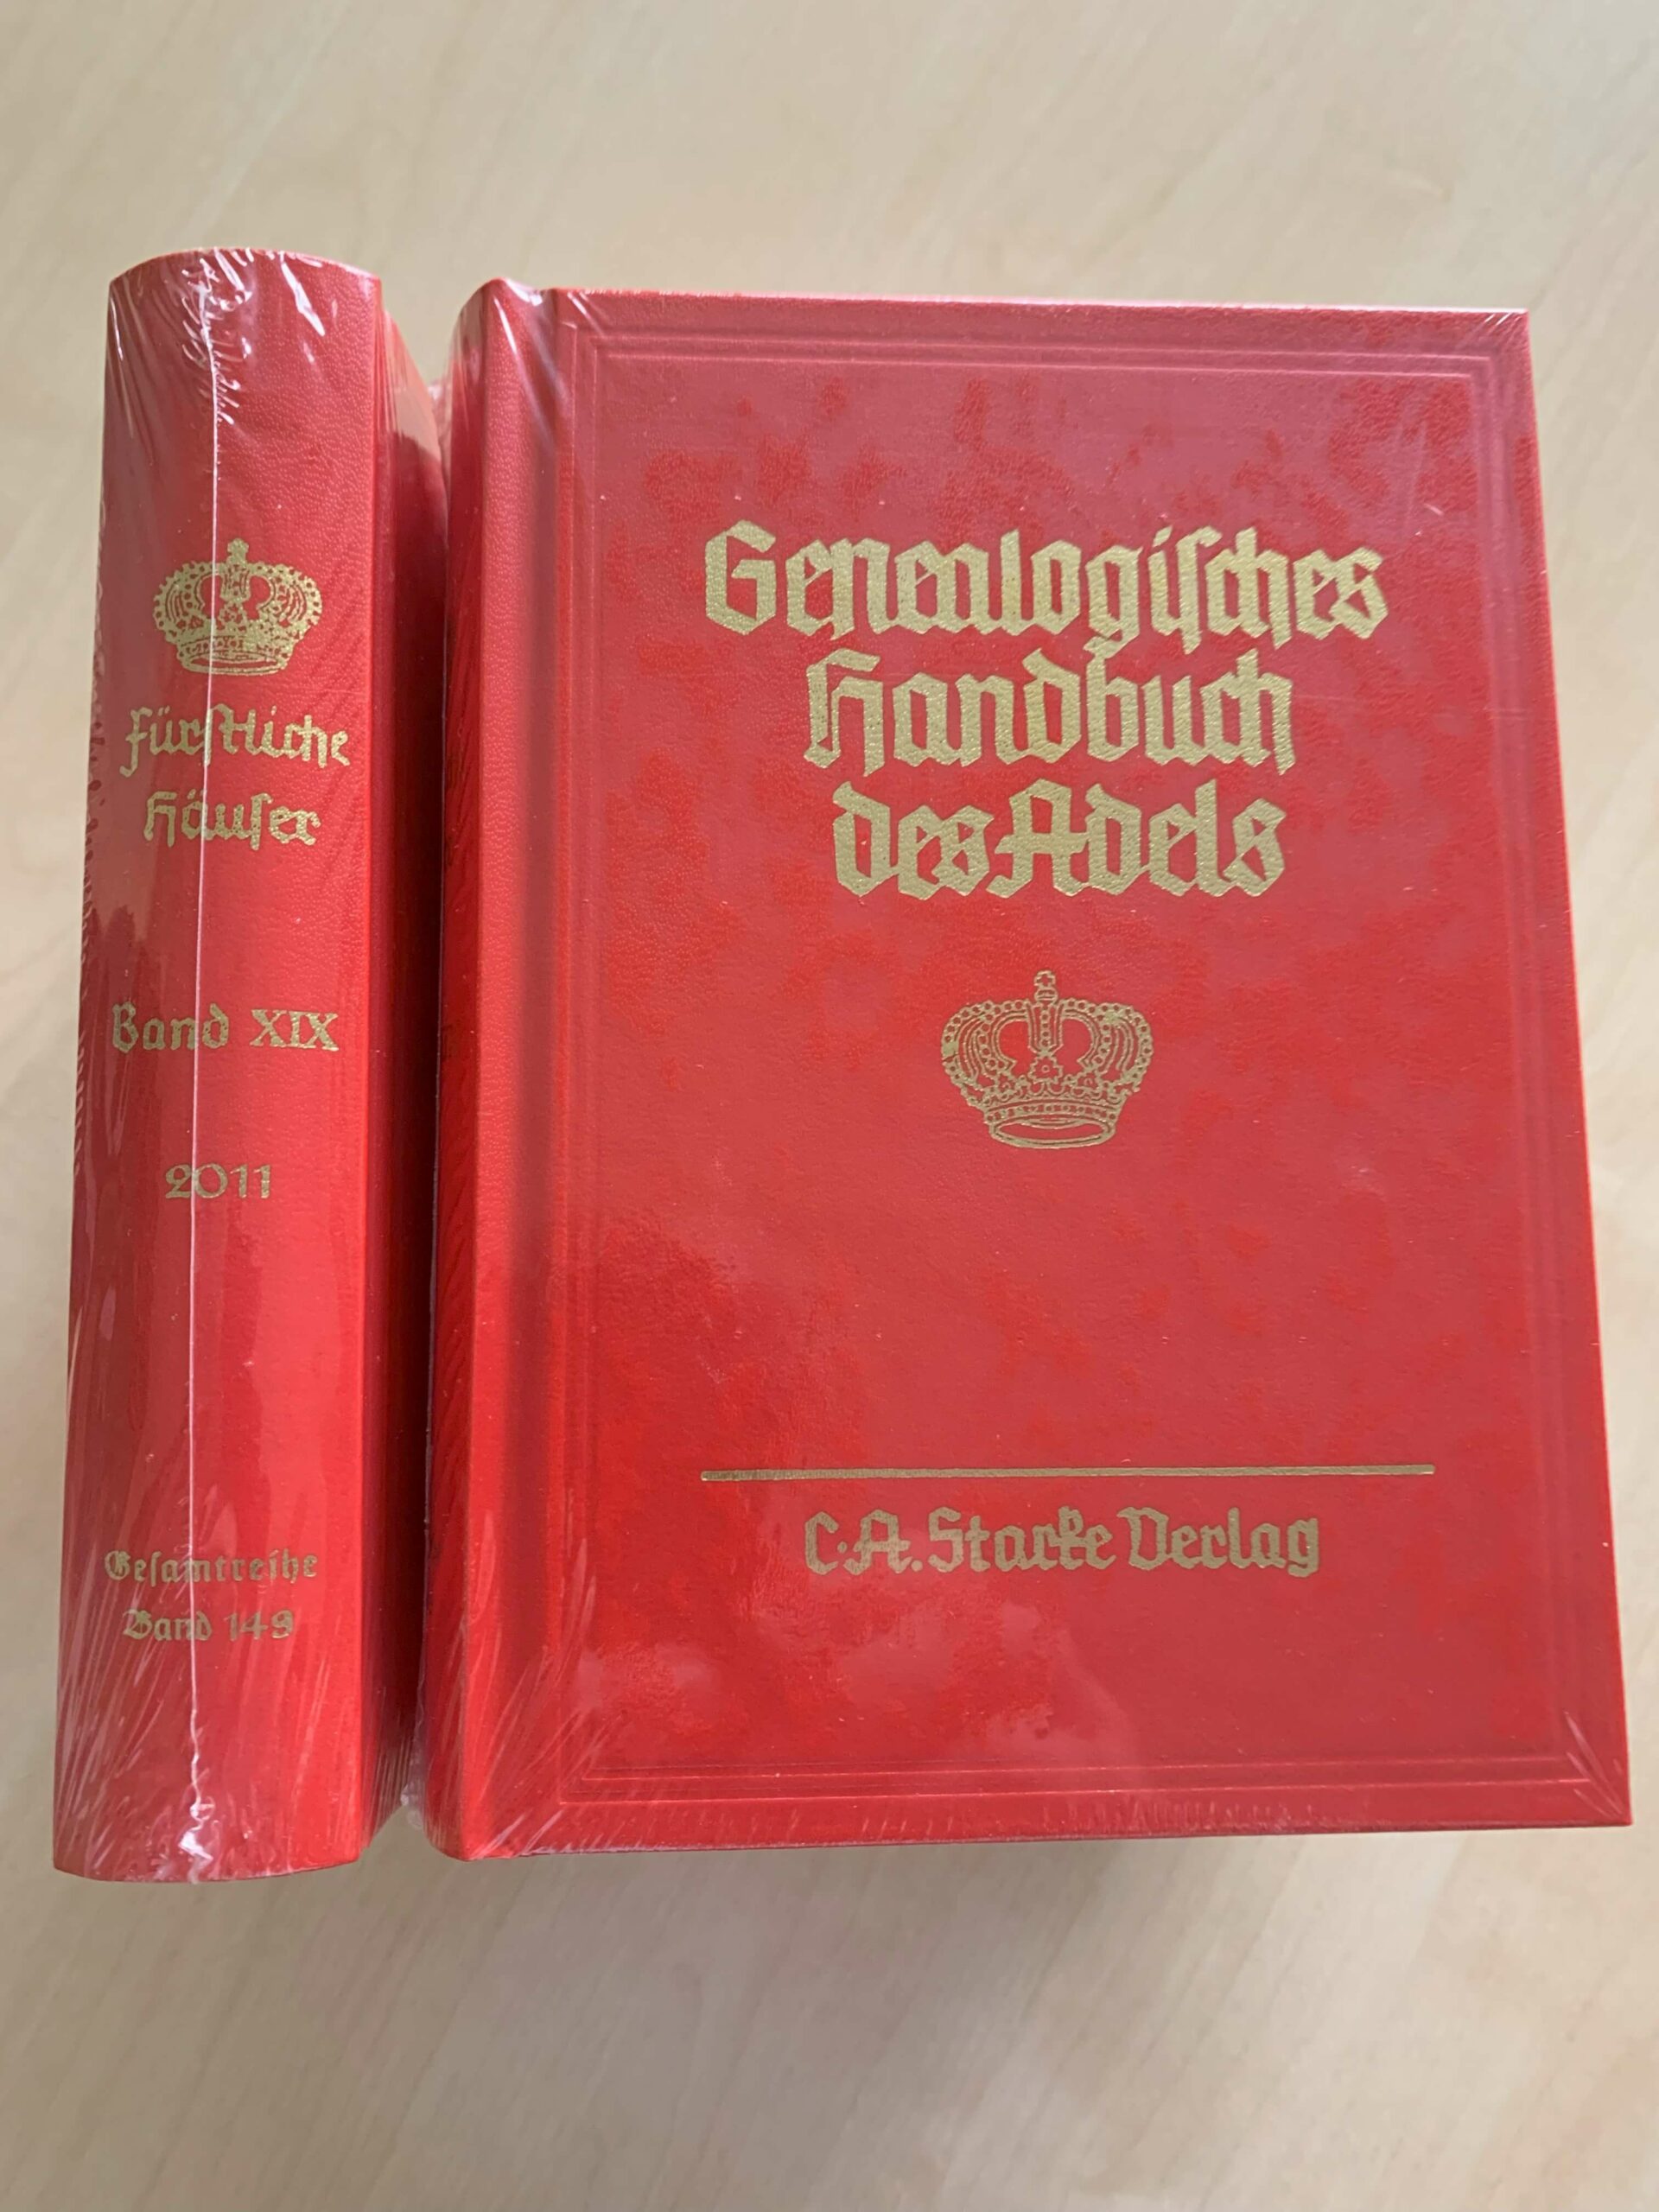 Fürstliche
Häuser
Band XIX
2011
Gesamtreihe
Band 149
Genealogisches
Handbuch
des Adels
C.A. Starke Verlag